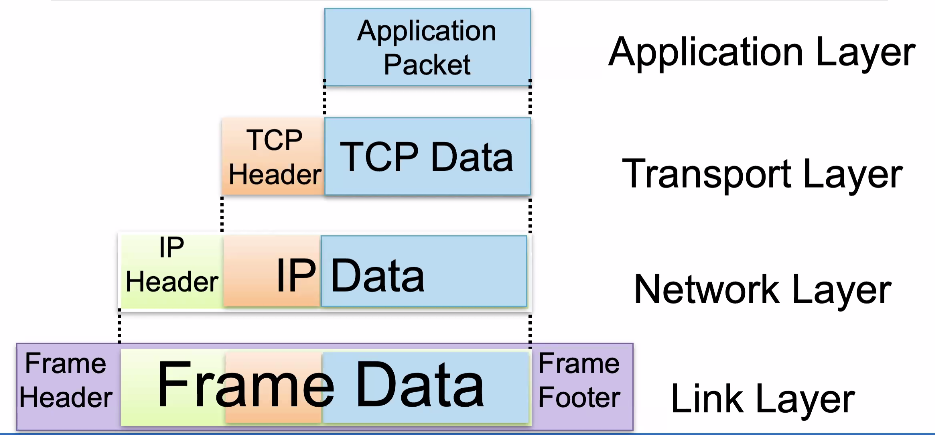 Application
Packet
Application Layer
TCP
Header
TCP Data
Transport Layer
IP
Header
IP Data
Network Layer
Frame
Header
Frame Data
Frame
Footer
Link Layer